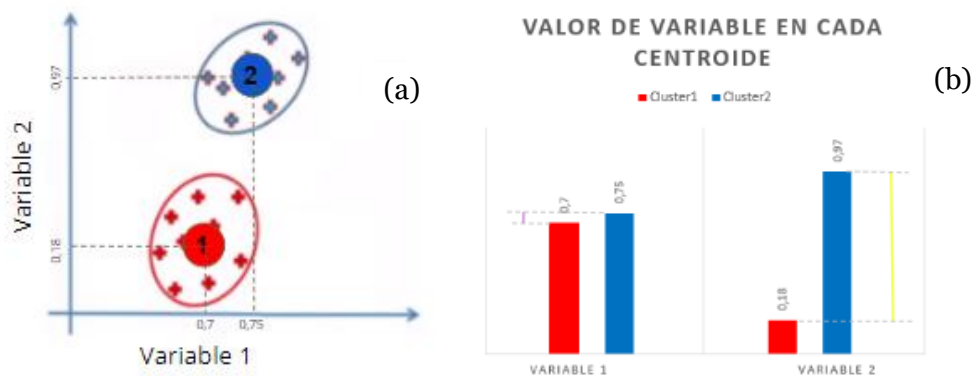 Variable 2
0,97
0,18
2
1
0,7
0,75
Variable 1
(a)
VALOR DE VARIABLE EN CADA
CENTROIDE
Cluster1
Cluster2
(b)
0,7
0,75
0,18
0,97
VARIABLE 1
VARIABLE 2